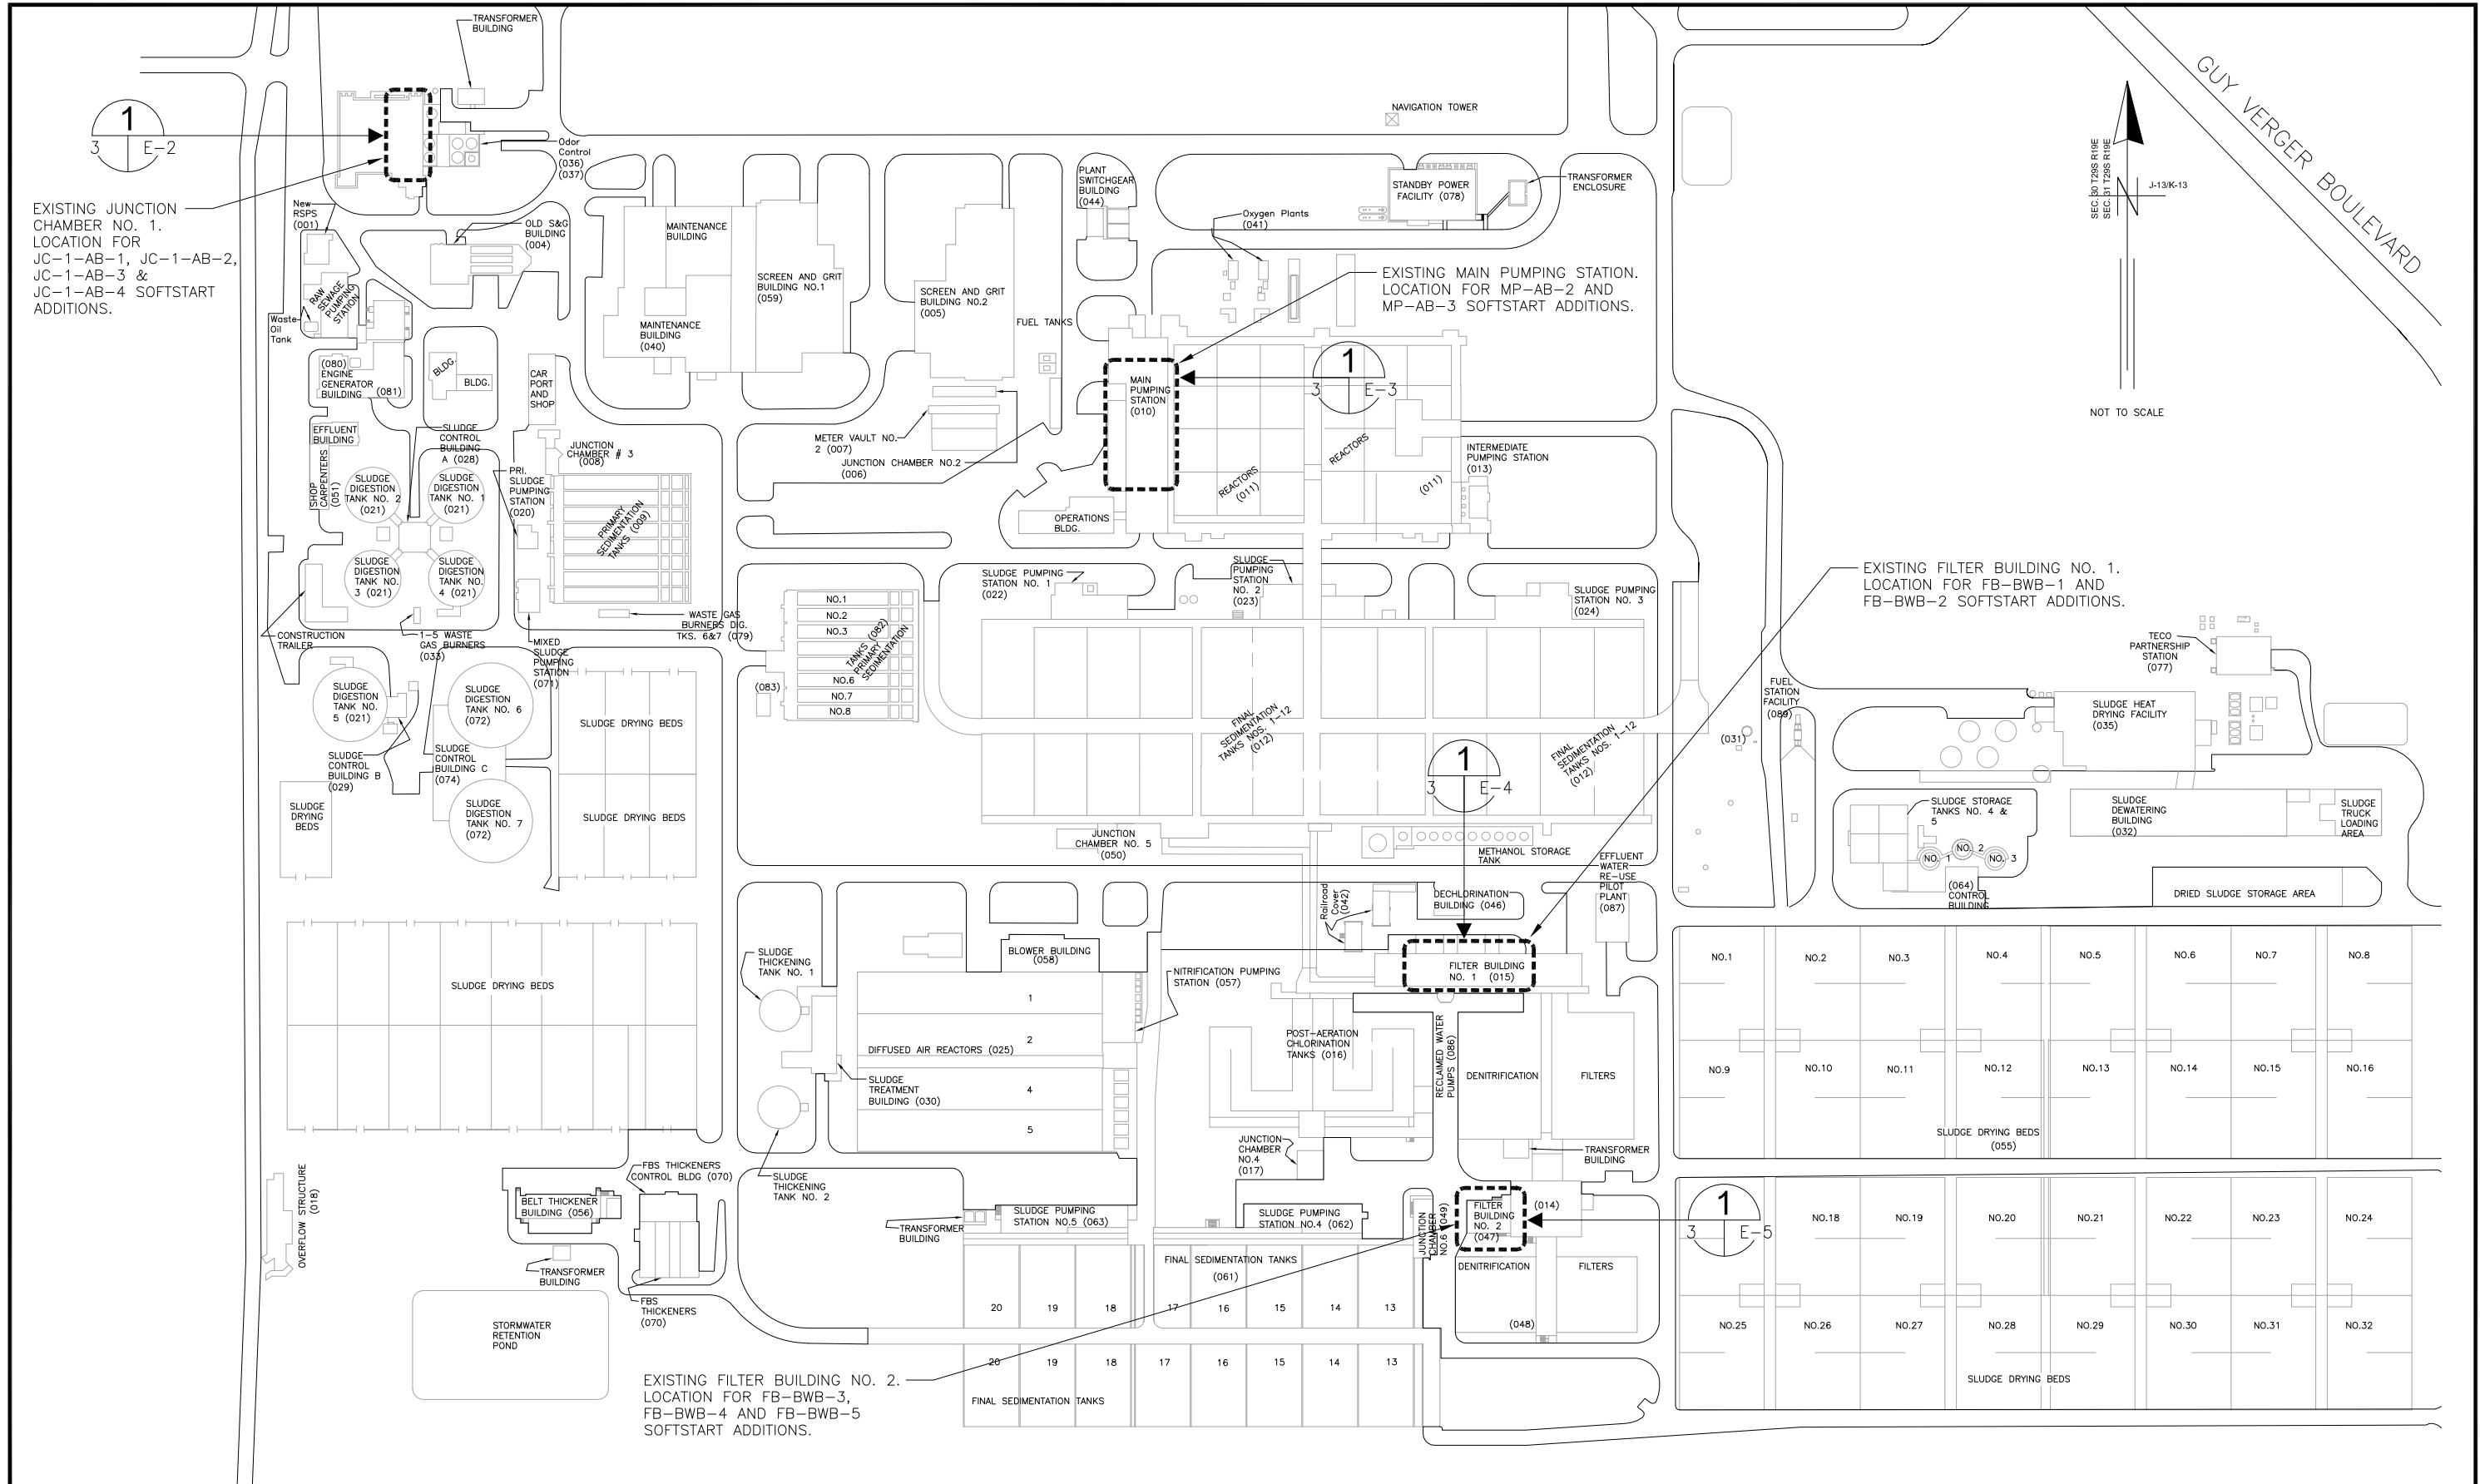 TRANSFORMER
BUILDING
GUY VERGER BOULEVARD
1
3
E-2
NAVIGATION TOWER
Odor
Control
(036)
(037)
SEC. 30 T29S R19E
SEC. 31 T29S R19E
J-13/K-13
N
NOT TO SCALE
PLANT
SWITCHGEAR
BUILDING
(044)
STANDBY POWER
FACILITY (078)
TRANSFORMER
ENCLOSURE
EXISTING JUNCTION
CHAMBER NO. 1.
LOCATION FOR
JC-1-AB-1, JC-1-AB-2,
JC-1-AB-3 &
JC-1-AB-4 SOFTSTART
ADDITIONS.
New
RSPS
(001)
OLD S&G
BUILDING
(004)
MAINTENANCE
BUILDING
Oxygen Plants
(041)
SCREEN AND GRIT
BUILDING NO.1
(059)
SCREEN AND GRIT
BUILDING NO.2
(005)
EXISTING MAIN PUMPING STATION.
LOCATION FOR MP-AB-2 AND
MP-AB-3 SOFTSTART ADDITIONS.
RAW
SEWAGE
PUMPING
STATION
Waste
Oil
Tank
MAINTENANCE
BUILDING
(040)
FUEL TANKS
(080)
ENGINE
GENERATOR
BUILDING
(081)
BLDG.
BLDG.
CAR
PORT
AND
SHOP
MAIN
PUMPING
STATION
(010)
1
3
E-3
EFFLUENT
BUILDING
SHOP
CARPENTERS
(051)
SLUDGE
CONTROL
BUILDING
A (028)
JUNCTION
CHAMBER # 3
(008)
METER VAULT NO.
2 (007)
JUNCTION CHAMBER NO.2
(006)
REACTORS
(011)
REACTORS
(011)
INTERMEDIATE
PUMPING STATION
(013)
SLUDGE
DIGESTION
TANK NO. 2
(021)
SLUDGE
DIGESTION
TANK NO. 1
(021)
PRI.
SLUDGE
PUMPING
STATION
(020)
PRIMARY
SEDIMENTATION
TANKS (009)
OPERATIONS
BLDG.
SLUDGE
DIGESTION
TANK NO.
3 (021)
SLUDGE
DIGESTION
TANK NO.
4 (021)
SLUDGE PUMPING
STATION NO. 1
(022)
SLUDGE
PUMPING
STATION
NO. 2
(023)
SLUDGE PUMPING
STATION NO. 3
(024)
EXISTING FILTER BUILDING NO. 1.
LOCATION FOR FB-BWB-1 AND
FB-BWB-2 SOFTSTART ADDITIONS.
CONSTRUCTION
TRAILER
1-5 WASTE
GAS BURNERS
(033)
MIXED
SLUDGE
PUMPING
STATION
(071)
WASTE GAS
BURNERS DIG.
TKS. 6&7 (079)
NO.1
NO.2
NO.3
TANKS (082)
PRIMARY
SEDIMENTATION
NO.6
NO.7
NO.8
(083)
TECO
PARTNERSHIP
STATION
(077)
SLUDGE
DIGESTION
TANK NO.
5 (021)
SLUDGE
DIGESTION
TANK NO. 6
(072)
SLUDGE DRYING BEDS
FINAL
SEDIMENTATION
TANKS NOS. 1-12
(012)
FINAL
SEDIMENTATION
TANKS NOS. 1-12
(012)
FUEL
STATION
FACILITY
(089)
(031)
SLUDGE HEAT
DRYING FACILITY
(035)
SLUDGE
CONTROL
BUILDING B
(029)
SLUDGE
CONTROL
BUILDING C
(074)
1
3
E-4
SLUDGE
DRYING
BEDS
SLUDGE
DIGESTION
TANK NO. 7
(072)
SLUDGE DRYING BEDS
JUNCTION
CHAMBER NO. 5
(050)
METHANOL STORAGE
TANK
SLUDGE STORAGE
TANKS NO. 4 &
5
NO. 1
NO. 2
NO. 3
(064)
CONTROL
BUILDING
SLUDGE
DEWATERING
BUILDING
(032)
SLUDGE
TRUCK
LOADING
AREA
DRIED SLUDGE STORAGE AREA
EFFLUENT
WATER
RE-USE
PILOT
PLANT
(087)
Railroad
Cover
(042)
DECHLORINATION
BUILDING (046)
SLUDGE
THICKENING
TANK NO. 1
BLOWER BUILDING
(058)
NITRIFICATION PUMPING
STATION (057)
FILTER BUILDING
NO. 1 (015)
NO.1
NO.2
NO.3
NO.4
NO.5
NO.6
NO.7
NO.8
SLUDGE DRYING BEDS
1
2
DIFFUSED AIR REACTORS (025)
4
5
POST-AERATION
CHLORINATION
TANKS (016)
RECLAIMED WATER
PUMPS (086)
DENITRIFICATION
FILTERS
NO.9
NO.10
NO.11
NO.12
NO.13
NO.14
NO.15
NO.16
SLUDGE
TREATMENT
BUILDING (030)
SLUDGE DRYING BEDS
(055)
JUNCTION
CHAMBER
NO.4
(017)
TRANSFORMER
BUILDING
OVERFLOW STRUCTURE
(018)
FBS THICKENERS
CONTROL BLDG (070)
SLUDGE
THICKENING
TANK NO. 2
BELT THICKENER
BUILDING (056)
TRANSFORMER
BUILDING
SLUDGE PUMPING
STATION NO.5 (063)
SLUDGE PUMPING
STATION NO.4 (062)
JUNCTION
CHAMBER
NO.6 (049)
FILTER
BUILDING
NO. 2
(047)
(014)
1
3
E-5
NO.18
NO.19
NO.20
NO.21
NO.22
NO.23
NO.24
TRANSFORMER
BUILDING
FINAL SEDIMENTATION TANKS
(061)
DENITRIFICATION
FILTERS
FBS
THICKENERS
(070)
20
19
18
17
16
15
14
13
(048)
NO.25
NO.26
NO.27
NO.28
NO.29
NO.30
NO.31
NO.32
STORMWATER
RETENTION
POND
20
19
18
17
16
15
14
13
EXISTING FILTER BUILDING NO. 2.
LOCATION FOR FB-BWB-3,
FB-BWB-4 AND FB-BWB-5
SOFTSTART ADDITIONS.
FINAL SEDIMENTATION TANKS
SLUDGE DRYING BEDS